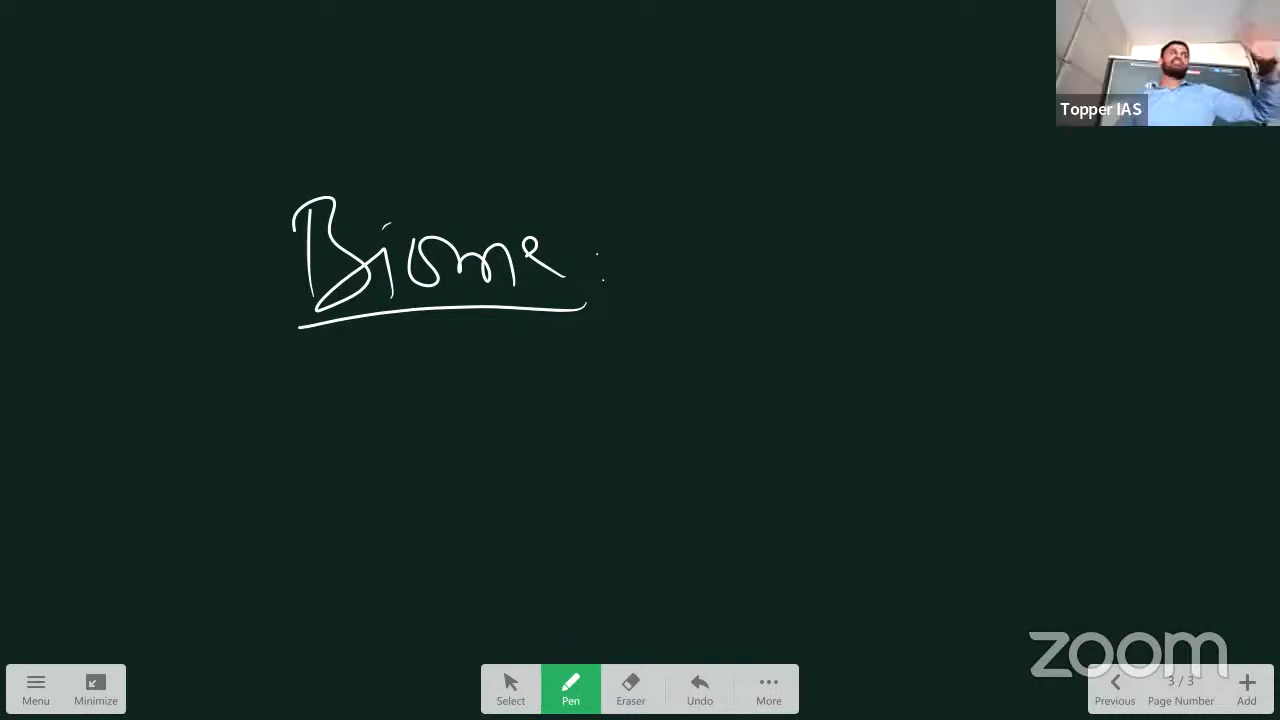 Topper IAS
Biome :
zoom
Menu
Minimize
Select
Pen
Eraser
Undo
More
Previous
3 / 3
Page Number
Add